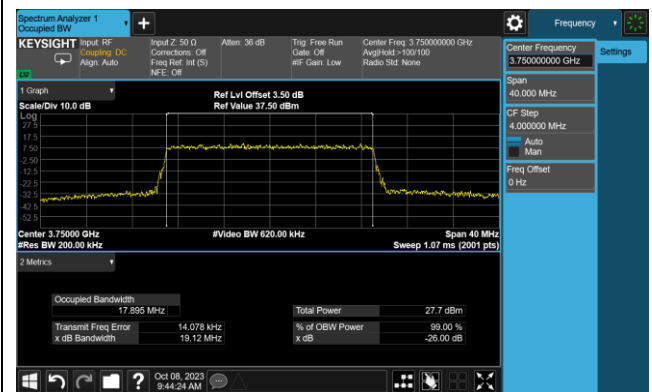 Spectrum Analyzer 1
Occupied BW
Frequency
KEYSIGHT
Input: RF
Coupling: DC
Align: Auto
Input Z: 50 Ω
Corrections: Off
Freq Ref: Int (S)
NFE: Off
Atten: 36 dB
Trig: Free Run
Gate: Off
#IF Gain: Low
Center Freq: 3.750000000 GHz
Avg|Hold:>100/100
Radio Std: None
Center Frequency
3.750000000 GHz
Settings
Span
40.000 MHz
CF Step
4.000000 MHz
Auto
Man
Freq Offset
0 Hz
1 Graph
Scale/Div 10.0 dB
Ref Lvl Offset 3.50 dB
Ref Value 37.50 dBm
Log
27.5
17.5
7.50
-2.50
-12.5
-22.5
-32.5
-42.5
-52.5
Center 3.75000 GHz
#Res BW 200.00 kHz
#Video BW 620.00 kHz
Span 40 MHz
Sweep 1.07 ms (2001 pts)
2 Metrics
Occupied Bandwidth
17.895 MHz
Total Power 27.7 dBm
Transmit Freq Error 14.078 kHz
% of OBW Power 99.00 %
x dB Bandwidth 19.12 MHz
x dB -26.00 dB
Oct 08, 2023
9:44:24 AM